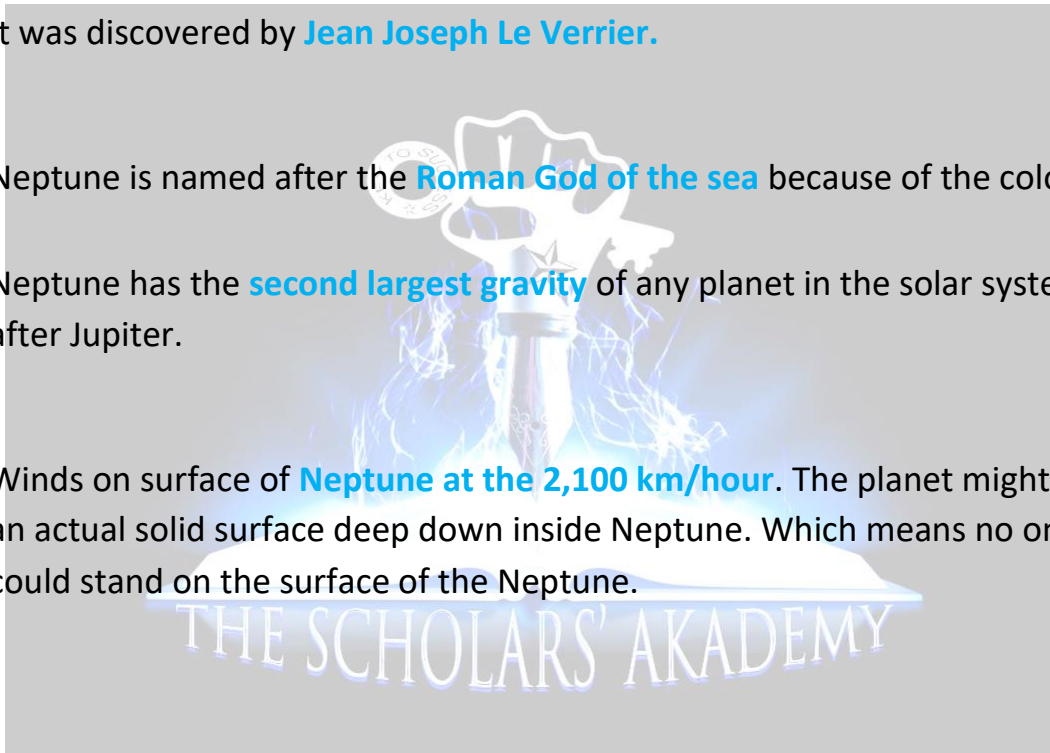 t was discovered by Jean Joseph Le Verrier.
Neptune is named after the Roman God of the sea because of the colo
Neptune has the second largest gravity of any planet in the solar syste
after Jupiter.
Winds on surface of Neptune at the 2,100 km/hour. The planet might
an actual solid surface deep down inside Neptune. Which means no on
could stand on the surface of the Neptune.
THE SCHOLARS' AKADEMY